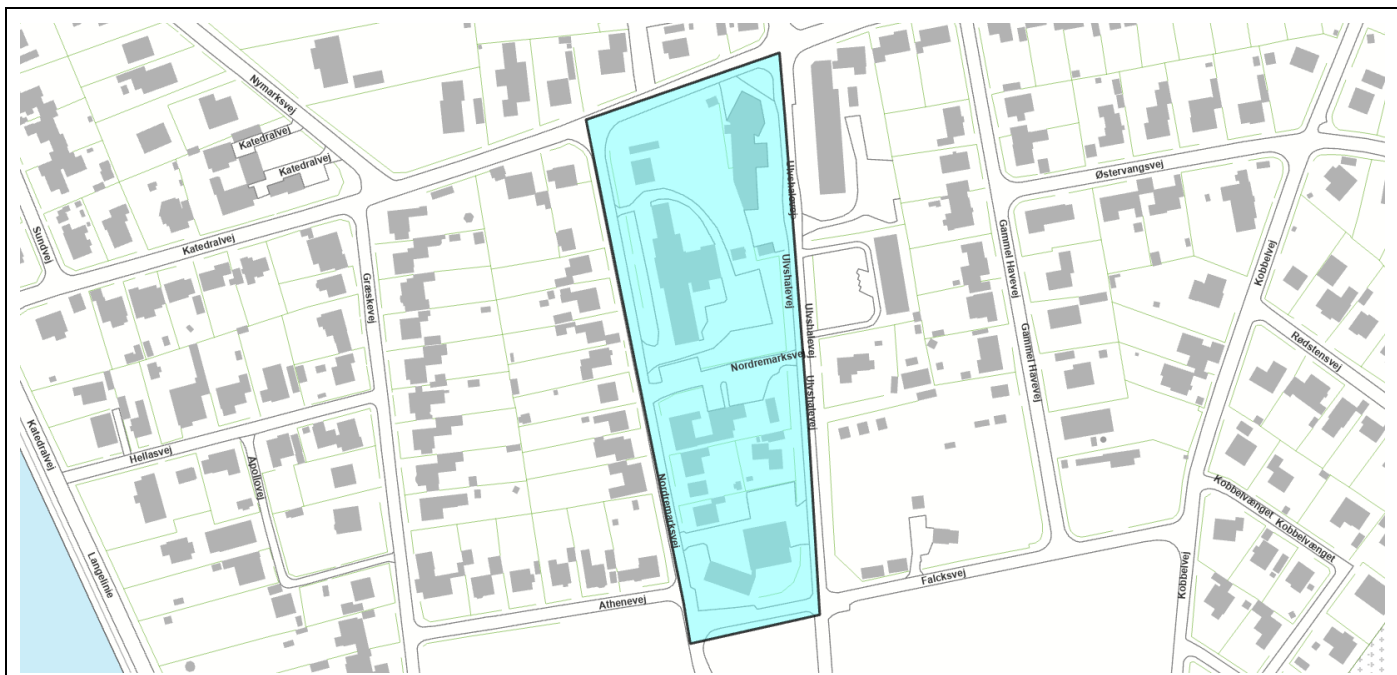 Nymarksvej
Katedralvej
Katedralvej
Sundvej
Katedralvej
Græskevej
Ulvshalevej
Ulvshalevej
Ulvshalevej
Ulvshalevej
Nordremarksvej
Nordremarksvej
Østervangsvej
Gammel Havevej
Gammel Havevej
Kobbelvej
Rødstensvej
Katedralvej
Hellasvej
Apollovej
Langelinie
Athenevej
Falcksvej
Kobbelvej
Kobbelvænget
Kobbelvænget